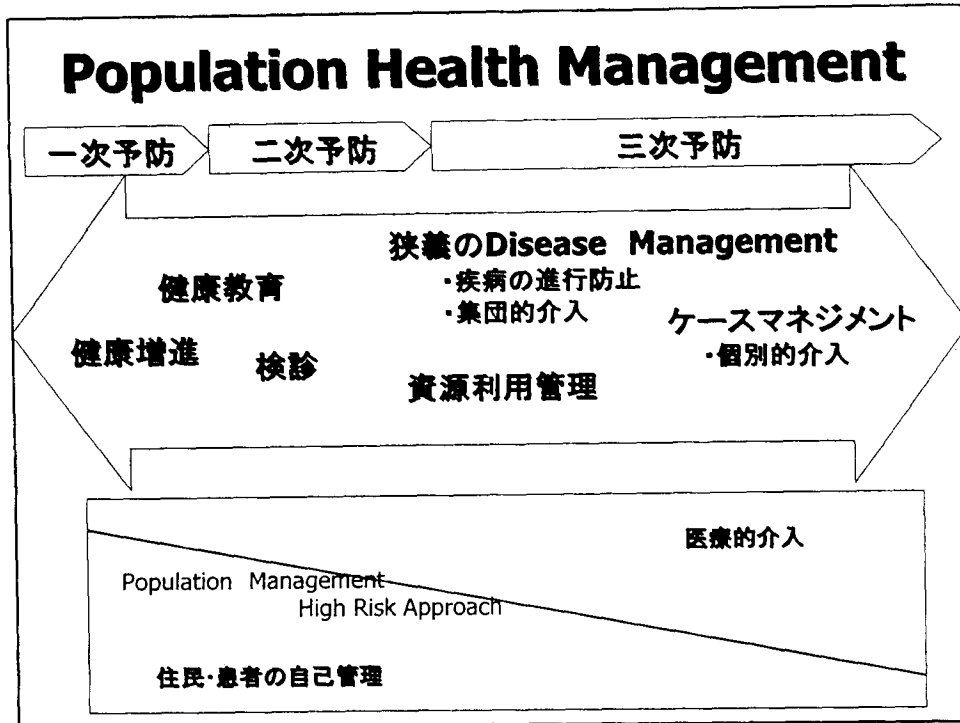 Population Health Management
一次予防
二次予防
三次予防
狭義のDisease Management
・疾病の進行防止
・集団的介入
健康教育
ケースマネジメント
・個別的介入
健康増進
検診
資源利用管理
医療的介入
Population Management
High Risk Approach
住民・患者の自己管理